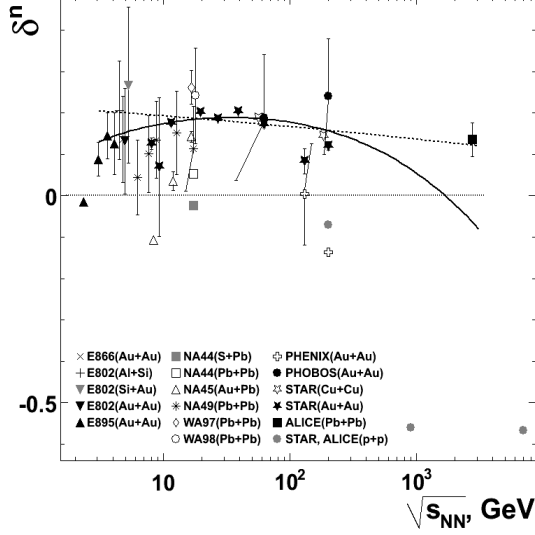 δⁿ
0
E866(Au+Au)
E802(Al+Si)
E802(Si+Au)
E802(Au+Au)
E895(Au+Au)
NA44(S+Pb)
NA44(Pb+Pb)
NA45(Au+Pb)
NA49(Pb+Pb)
WA97(Pb+Pb)
WA98(Pb+Pb)
PHENIX(Au+Au)
PHOBOS(Au+Au)
STAR(Cu+Cu)
STAR(Au+Au)
ALICE(Pb+Pb)
STAR, ALICE(p+p)
-0.5
10 10² 10³
√s_NN, GeV